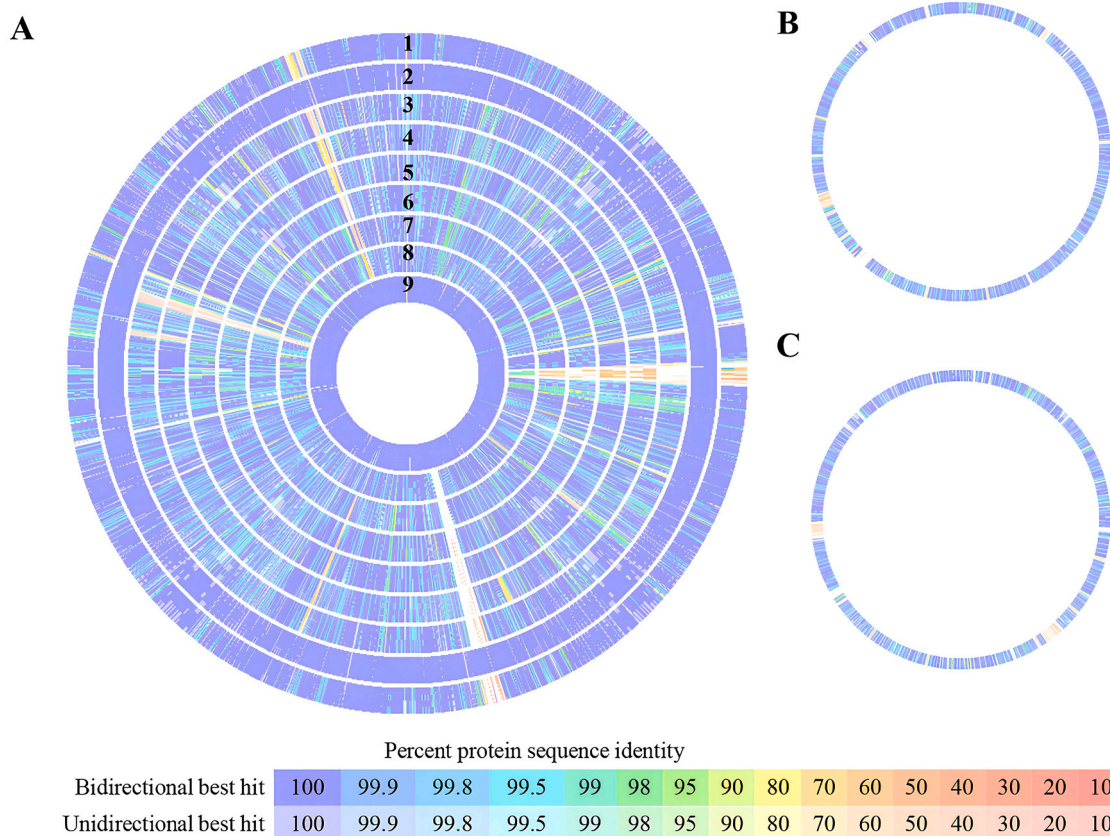 A
B
1
2
3
4
5
6
7
8
9
C
Percent protein sequence identity
Bidirectional best hit 100 99.9 99.8 99.5 99 98 95 90 80 70 60 50 40 30 20 10
Unidirectional best hit 100 99.9 99.8 99.5 99 98 95 90 80 70 60 50 40 30 20 10